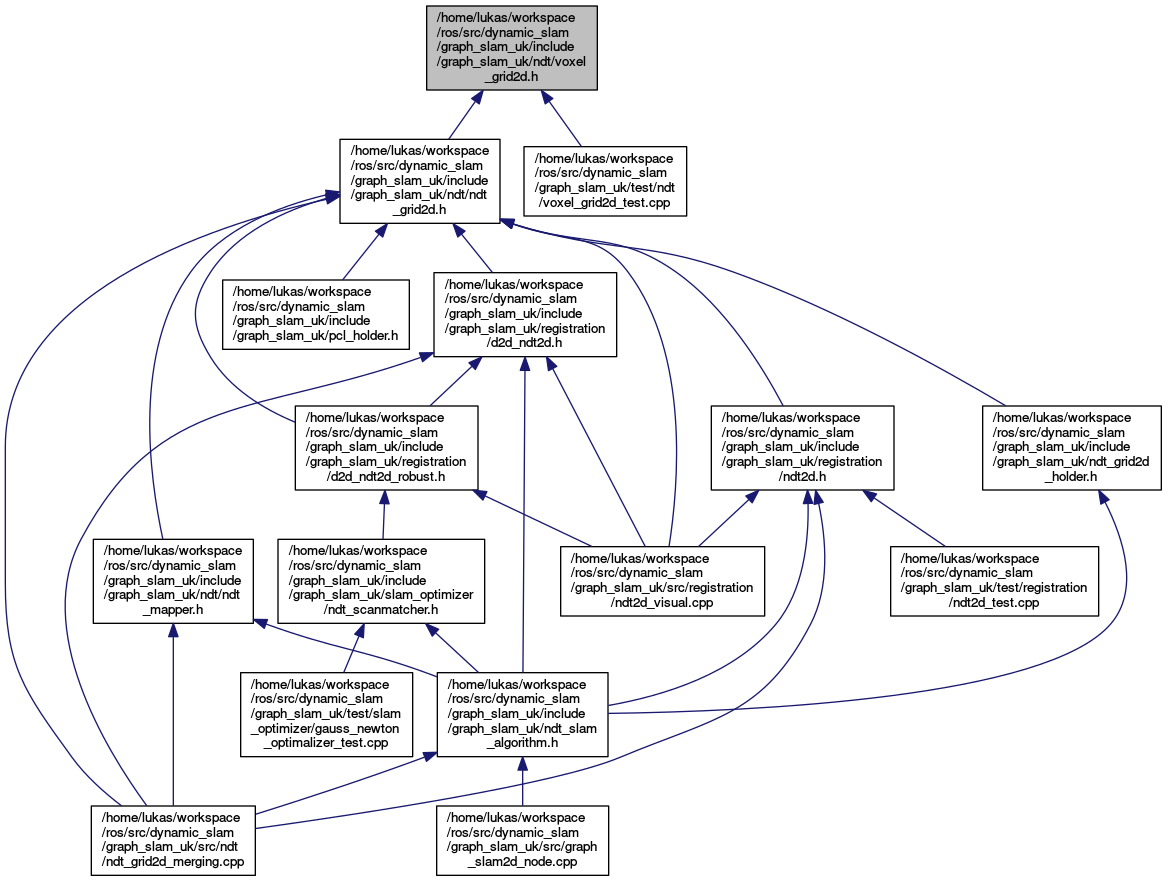 /home/lukas/workspace
/ros/src/dynamic_slam
/graph_slam_uk/include
/graph_slam_uk/ndt/voxel
_grid2d.h
/home/lukas/workspace
/ros/src/dynamic_slam
/graph_slam_uk/include
/graph_slam_uk/ndt/ndt
_grid2d.h
/home/lukas/workspace
/ros/src/dynamic_slam
/graph_slam_uk/test/ndt
/voxel_grid2d_test.cpp
/home/lukas/workspace
/ros/src/dynamic_slam
/graph_slam_uk/include
/graph_slam_uk/pcl_holder.h
/home/lukas/workspace
/ros/src/dynamic_slam
/graph_slam_uk/include
/graph_slam_uk/registration
/d2d_ndt2d.h
/home/lukas/workspace
/ros/src/dynamic_slam
/graph_slam_uk/include
/graph_slam_uk/registration
/d2d_ndt2d_robust.h
/home/lukas/workspace
/ros/src/dynamic_slam
/graph_slam_uk/include
/graph_slam_uk/registration
/ndt2d.h
/home/lukas/workspace
/ros/src/dynamic_slam
/graph_slam_uk/include
/graph_slam_uk/ndt_grid2d
_holder.h
/home/lukas/workspace
/ros/src/dynamic_slam
/graph_slam_uk/include
/graph_slam_uk/ndt/ndt
_mapper.h
/home/lukas/workspace
/ros/src/dynamic_slam
/graph_slam_uk/include
/graph_slam_uk/slam_optimizer
/ndt_scanmatcher.h
/home/lukas/workspace
/ros/src/dynamic_slam
/graph_slam_uk/src/registration
/ndt2d_visual.cpp
/home/lukas/workspace
/ros/src/dynamic_slam
/graph_slam_uk/test/registration
/ndt2d_test.cpp
/home/lukas/workspace
/ros/src/dynamic_slam
/graph_slam_uk/test/slam
_optimizer/gauss_newton
_optimalizer_test.cpp
/home/lukas/workspace
/ros/src/dynamic_slam
/graph_slam_uk/include
/graph_slam_uk/ndt_slam
_algorithm.h
/home/lukas/workspace
/ros/src/dynamic_slam
/graph_slam_uk/src/ndt
/ndt_grid2d_merging.cpp
/home/lukas/workspace
/ros/src/dynamic_slam
/graph_slam_uk/src/graph
_slam2d_node.cpp